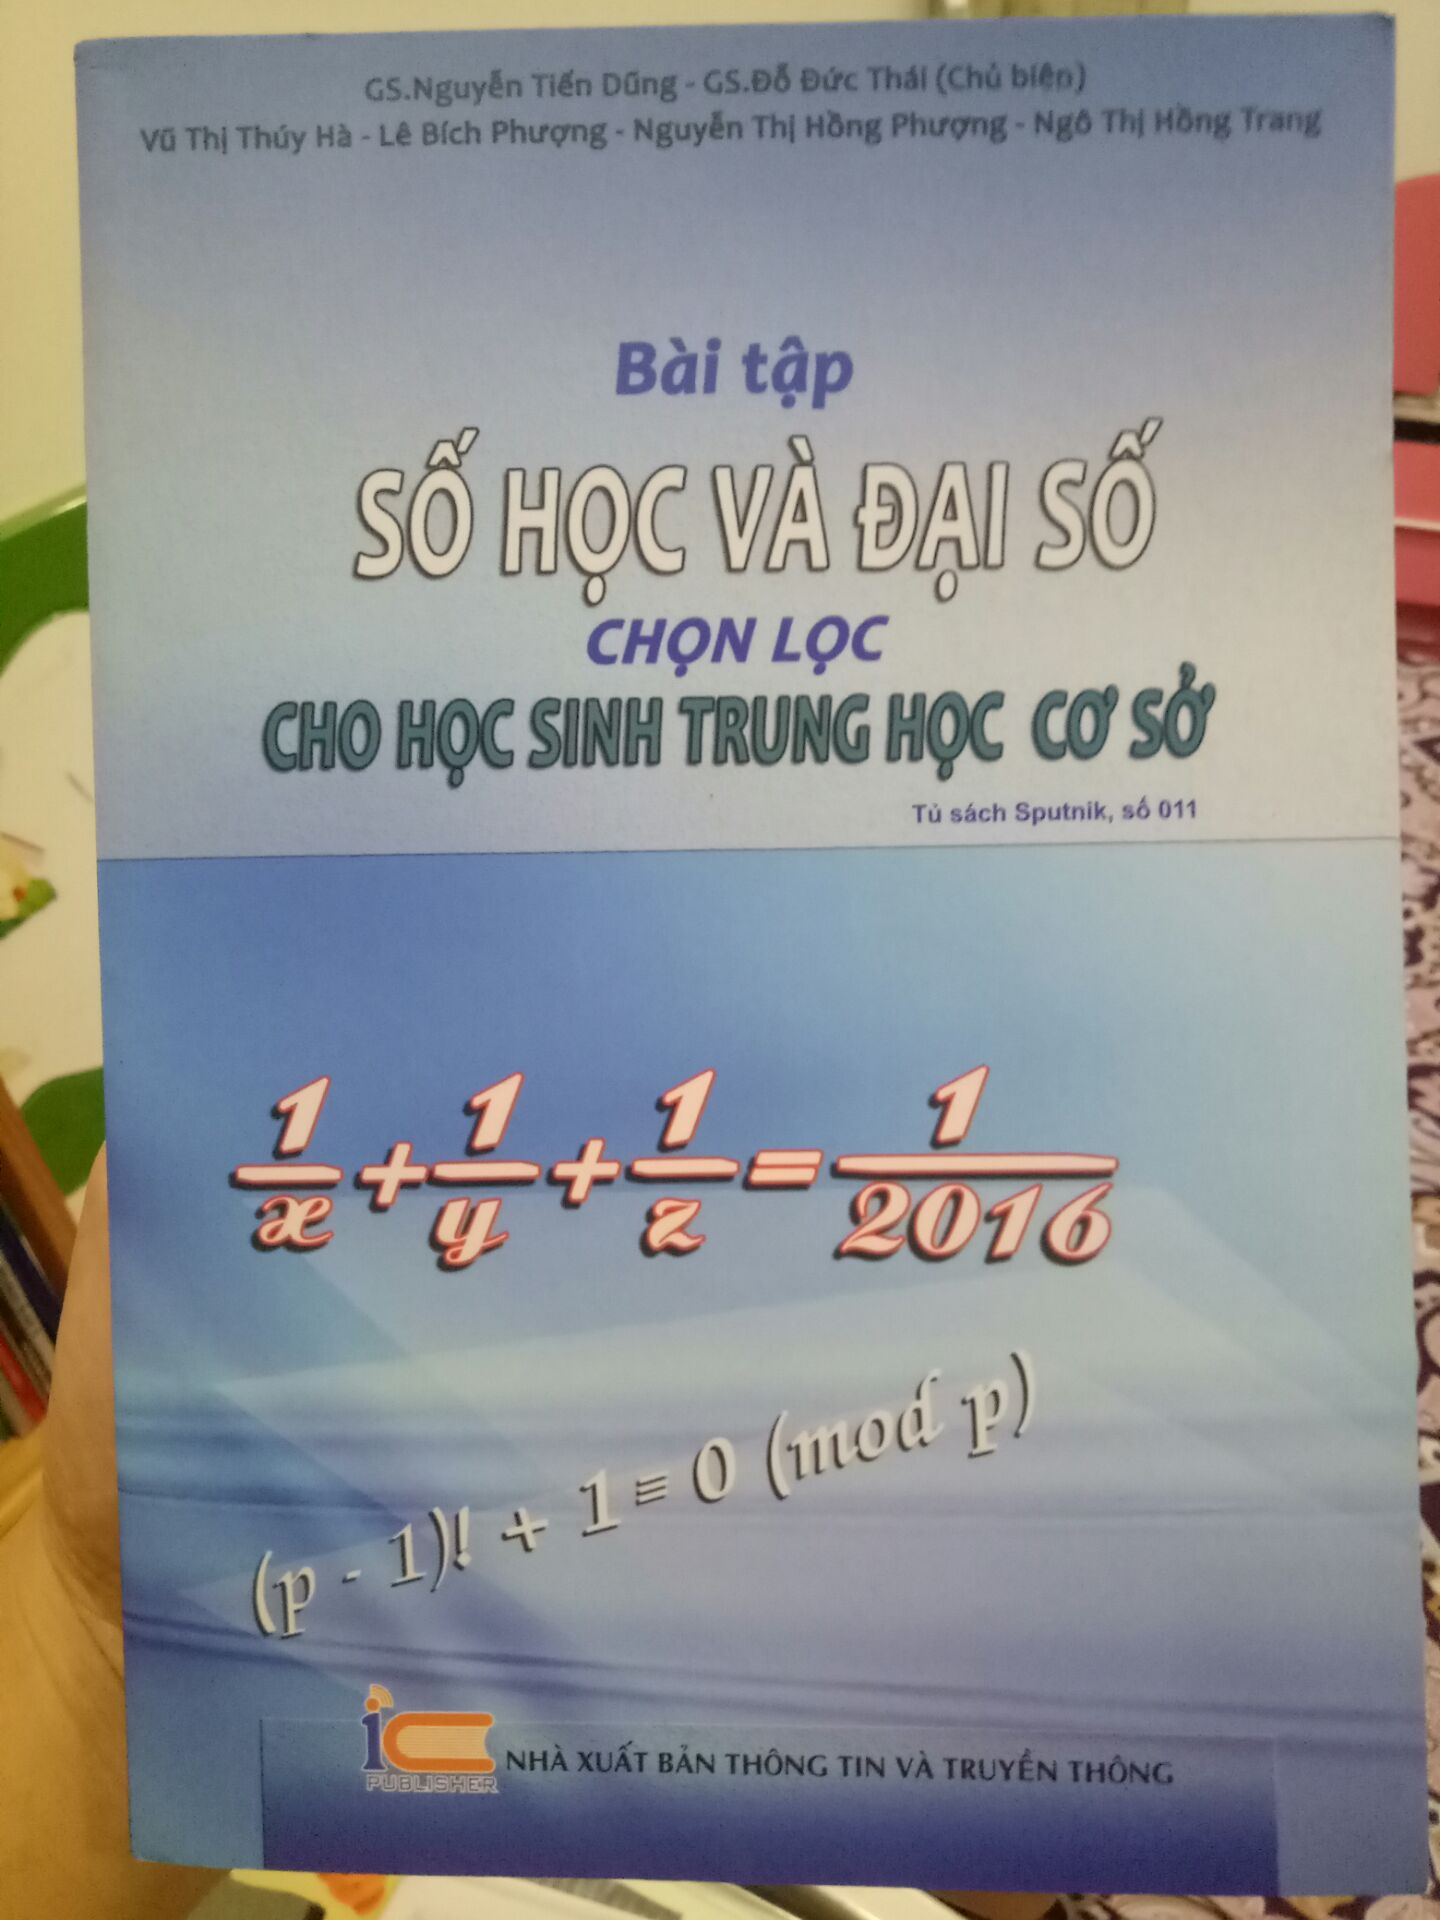 GS.Nguyễn Tiến Dũng - GS.Đỗ Đức Thái (Chủ biên)
Vũ Thị Thúy Hà - Lê Bích Phượng - Nguyễn Thị Hồng Phượng - Ngô Thị Hồng Trang
Bài tập
SỐ HỌC VÀ ĐẠI SỐ
CHỌN LỌC
CHO HỌC SINH TRUNG HỌC CƠ SỞ
Tủ sách Sputnik, số 011
1/x + 1/y + 1/z = 1/2016
(p - 1)! + 1 ≡ 0 (mod p)
iC PUBLISHER
NHÀ XUẤT BẢN THÔNG TIN VÀ TRUYỀN THÔNG